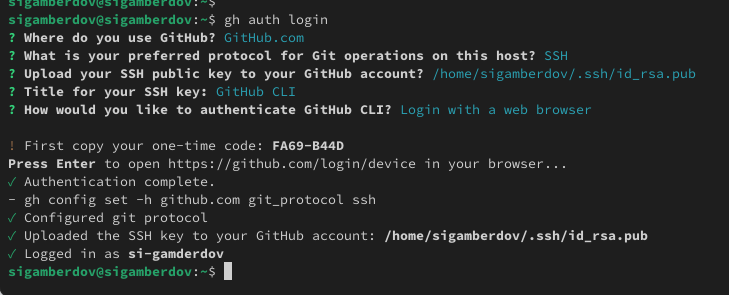 sigamberdov@sigamberdov:~$
sigamberdov@sigamberdov:~$ gh auth login
? Where do you use GitHub? GitHub.com
? What is your preferred protocol for Git operations on this host? SSH
? Upload your SSH public key to your GitHub account? /home/sigamberdov/.ssh/id_rsa.pub
? Title for your SSH key: GitHub CLI
? How would you like to authenticate GitHub CLI? Login with a web browser

! First copy your one-time code: FA69-B44D
Press Enter to open https://github.com/login/device in your browser...
✓ Authentication complete.
- gh config set -h github.com git_protocol ssh
✓ Configured git protocol
✓ Uploaded the SSH key to your GitHub account: /home/sigamberdov/.ssh/id_rsa.pub
✓ Logged in as si-gamderdov
sigamberdov@sigamberdov:~$